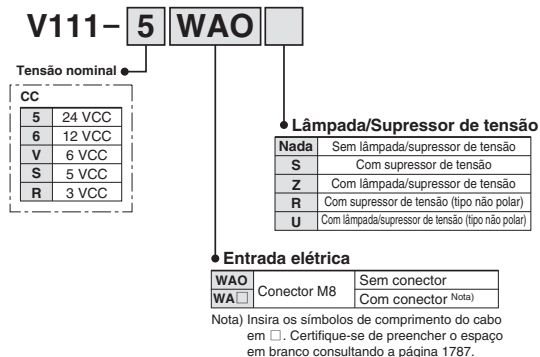 V111– 5 WAO
Tensão nominal
CC
5 24 VCC
6 12 VCC
V 6 VCC
S 5 VCC
R 3 VCC
Lâmpada/Supressor de tensão
Nada Sem lâmpada/supressor de tensão
S Com supressor de tensão
Z Com lâmpada/supressor de tensão
R Com supressor de tensão (tipo não polar)
U Com lâmpada/supressor de tensão (tipo não polar)
Entrada elétrica
WAO Conector M8 Sem conector
WA□ Com conector Nota)
Nota) Insira os símbolos de comprimento do cabo
em □. Certifique-se de preencher o espaço
em branco consultando a página 1787.